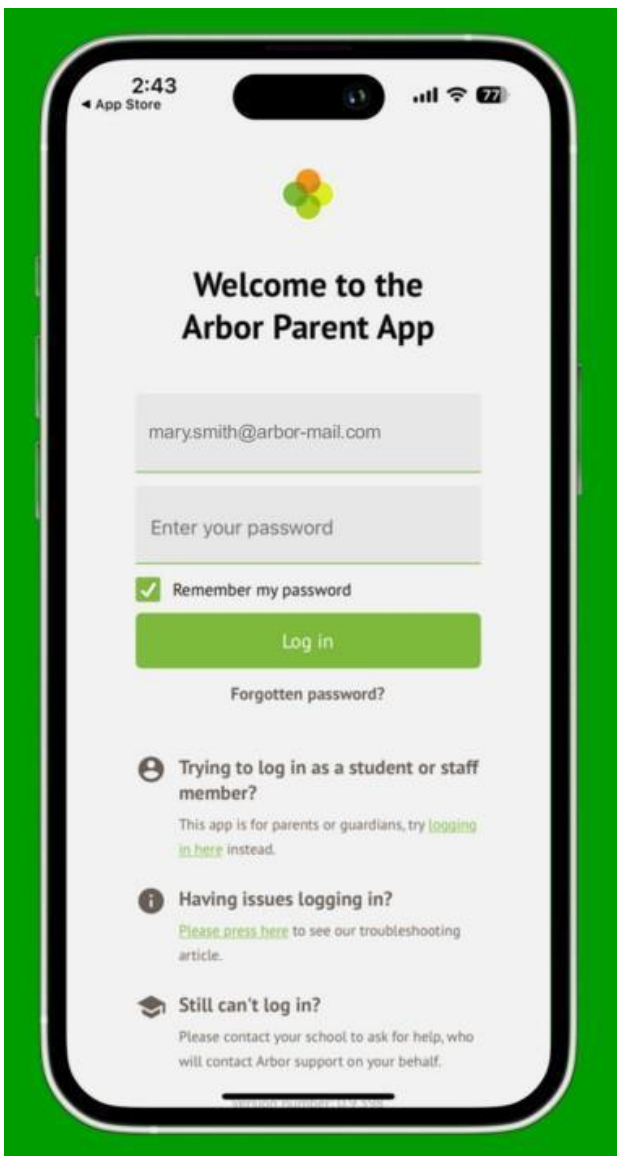 2:43
◄ App Store
77
Welcome to the
Arbor Parent App
mary.smith@arbor-mail.com
Enter your password
Remember my password
Log in
Forgotten password?
Trying to log in as a student or staff
member?
This app is for parents or guardians, try logging
in here instead.
Having issues logging in?
Please press here to see our troubleshooting
article.
Still can't log in?
Please contact your school to ask for help, who
will contact Arbor support on your behalf.